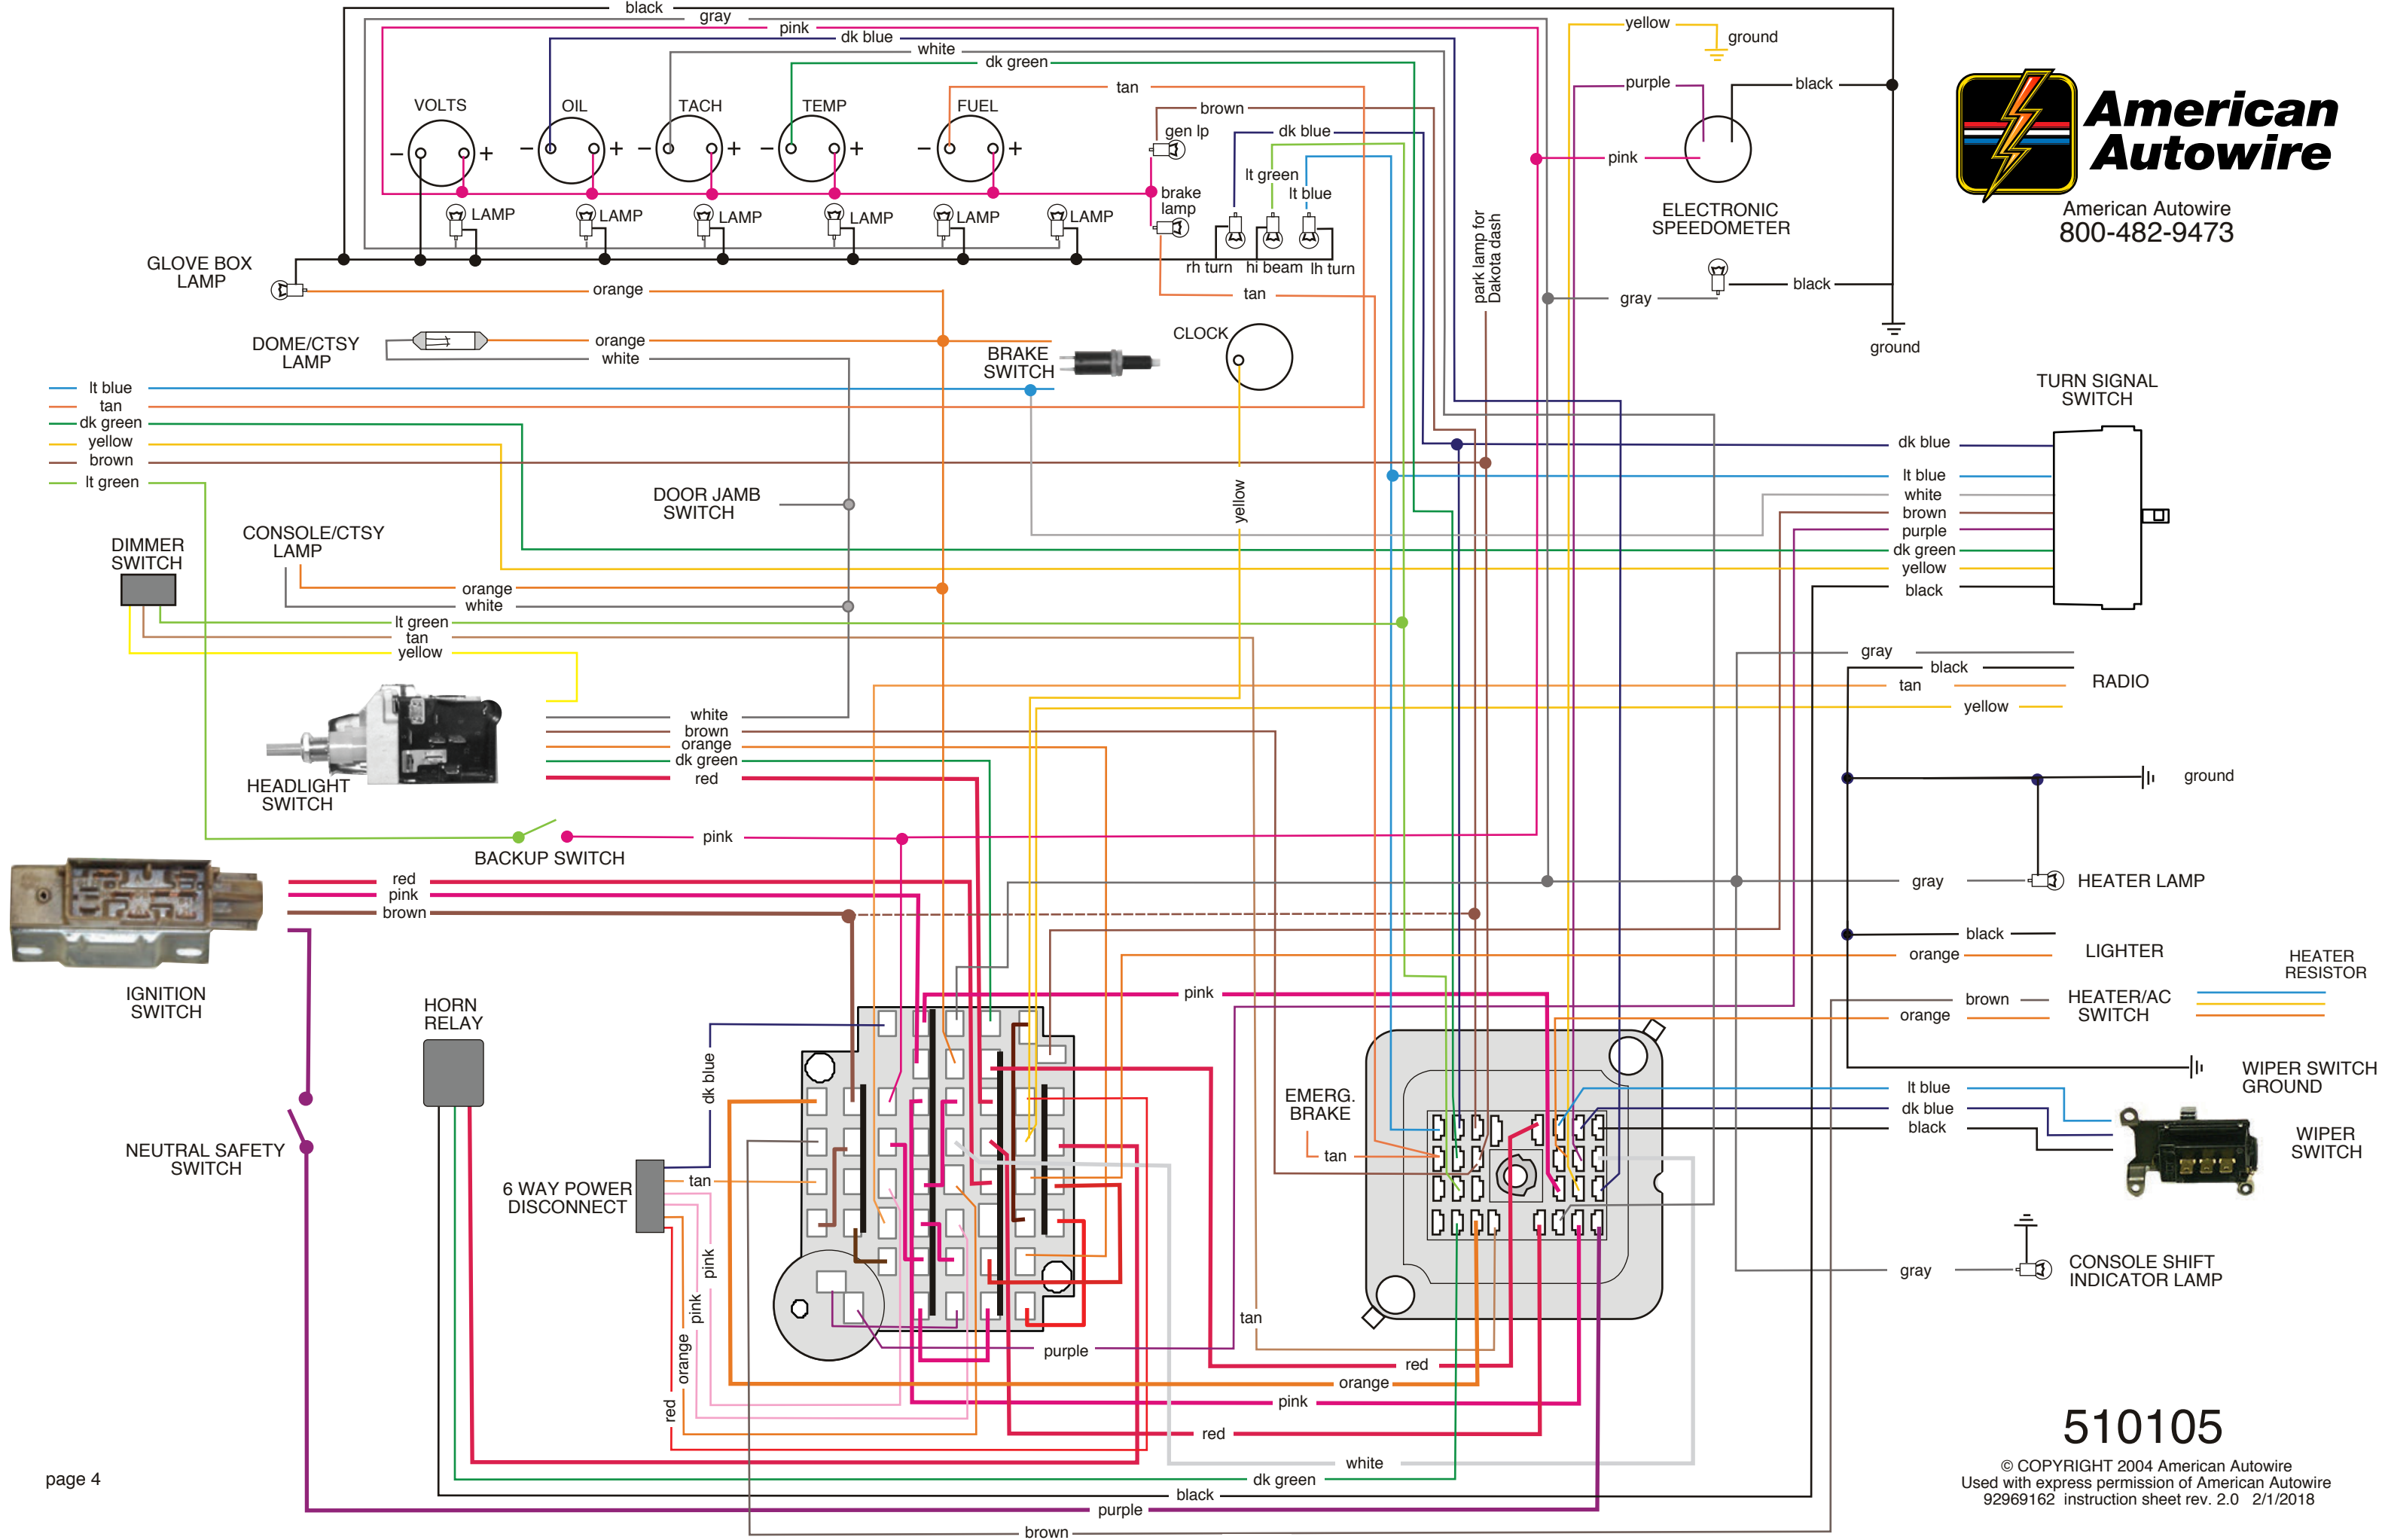 black
gray
pink
dk blue
white
dk green
tan
brown
yellow
ground
purple
black
pink
American
Autowire
American Autowire
800-482-9473
VOLTS
OIL
TACH
TEMP
FUEL
gen lp
dk blue
lt green
lt blue
brake
lamp
LAMP
LAMP
LAMP
LAMP
LAMP
LAMP
rh turn
hi beam
lh turn
tan
ELECTRONIC
SPEEDOMETER
gray
black
ground
park lamp for
Dakota dash
GLOVE BOX
LAMP
orange
DOME/CTSY
LAMP
orange
white
BRAKE
SWITCH
CLOCK
yellow
lt blue
tan
dk green
yellow
brown
lt green
DOOR JAMB
SWITCH
TURN SIGNAL
SWITCH
dk blue
lt blue
white
brown
purple
dk green
yellow
black
DIMMER
SWITCH
CONSOLE/CTSY
LAMP
orange
white
lt green
tan
yellow
HEADLIGHT
SWITCH
white
brown
orange
dk green
red
gray
black
tan
RADIO
yellow
ground
pink
BACKUP SWITCH
red
pink
brown
IGNITION
SWITCH
gray
HEATER LAMP
black
orange
LIGHTER
HEATER
RESISTOR
brown
orange
HEATER/AC
SWITCH
WIPER SWITCH
GROUND
lt blue
dk blue
black
WIPER
SWITCH
HORN
RELAY
pink
dk blue
EMERG.
BRAKE
tan
NEUTRAL SAFETY
SWITCH
6 WAY POWER
DISCONNECT
tan
pink
pink
orange
red
gray
CONSOLE SHIFT
INDICATOR LAMP
tan
purple
red
orange
pink
red
white
dk green
black
purple
brown
page 4
510105
© COPYRIGHT 2004 American Autowire
Used with express permission of American Autowire
92969162 instruction sheet rev. 2.0 2/1/2018